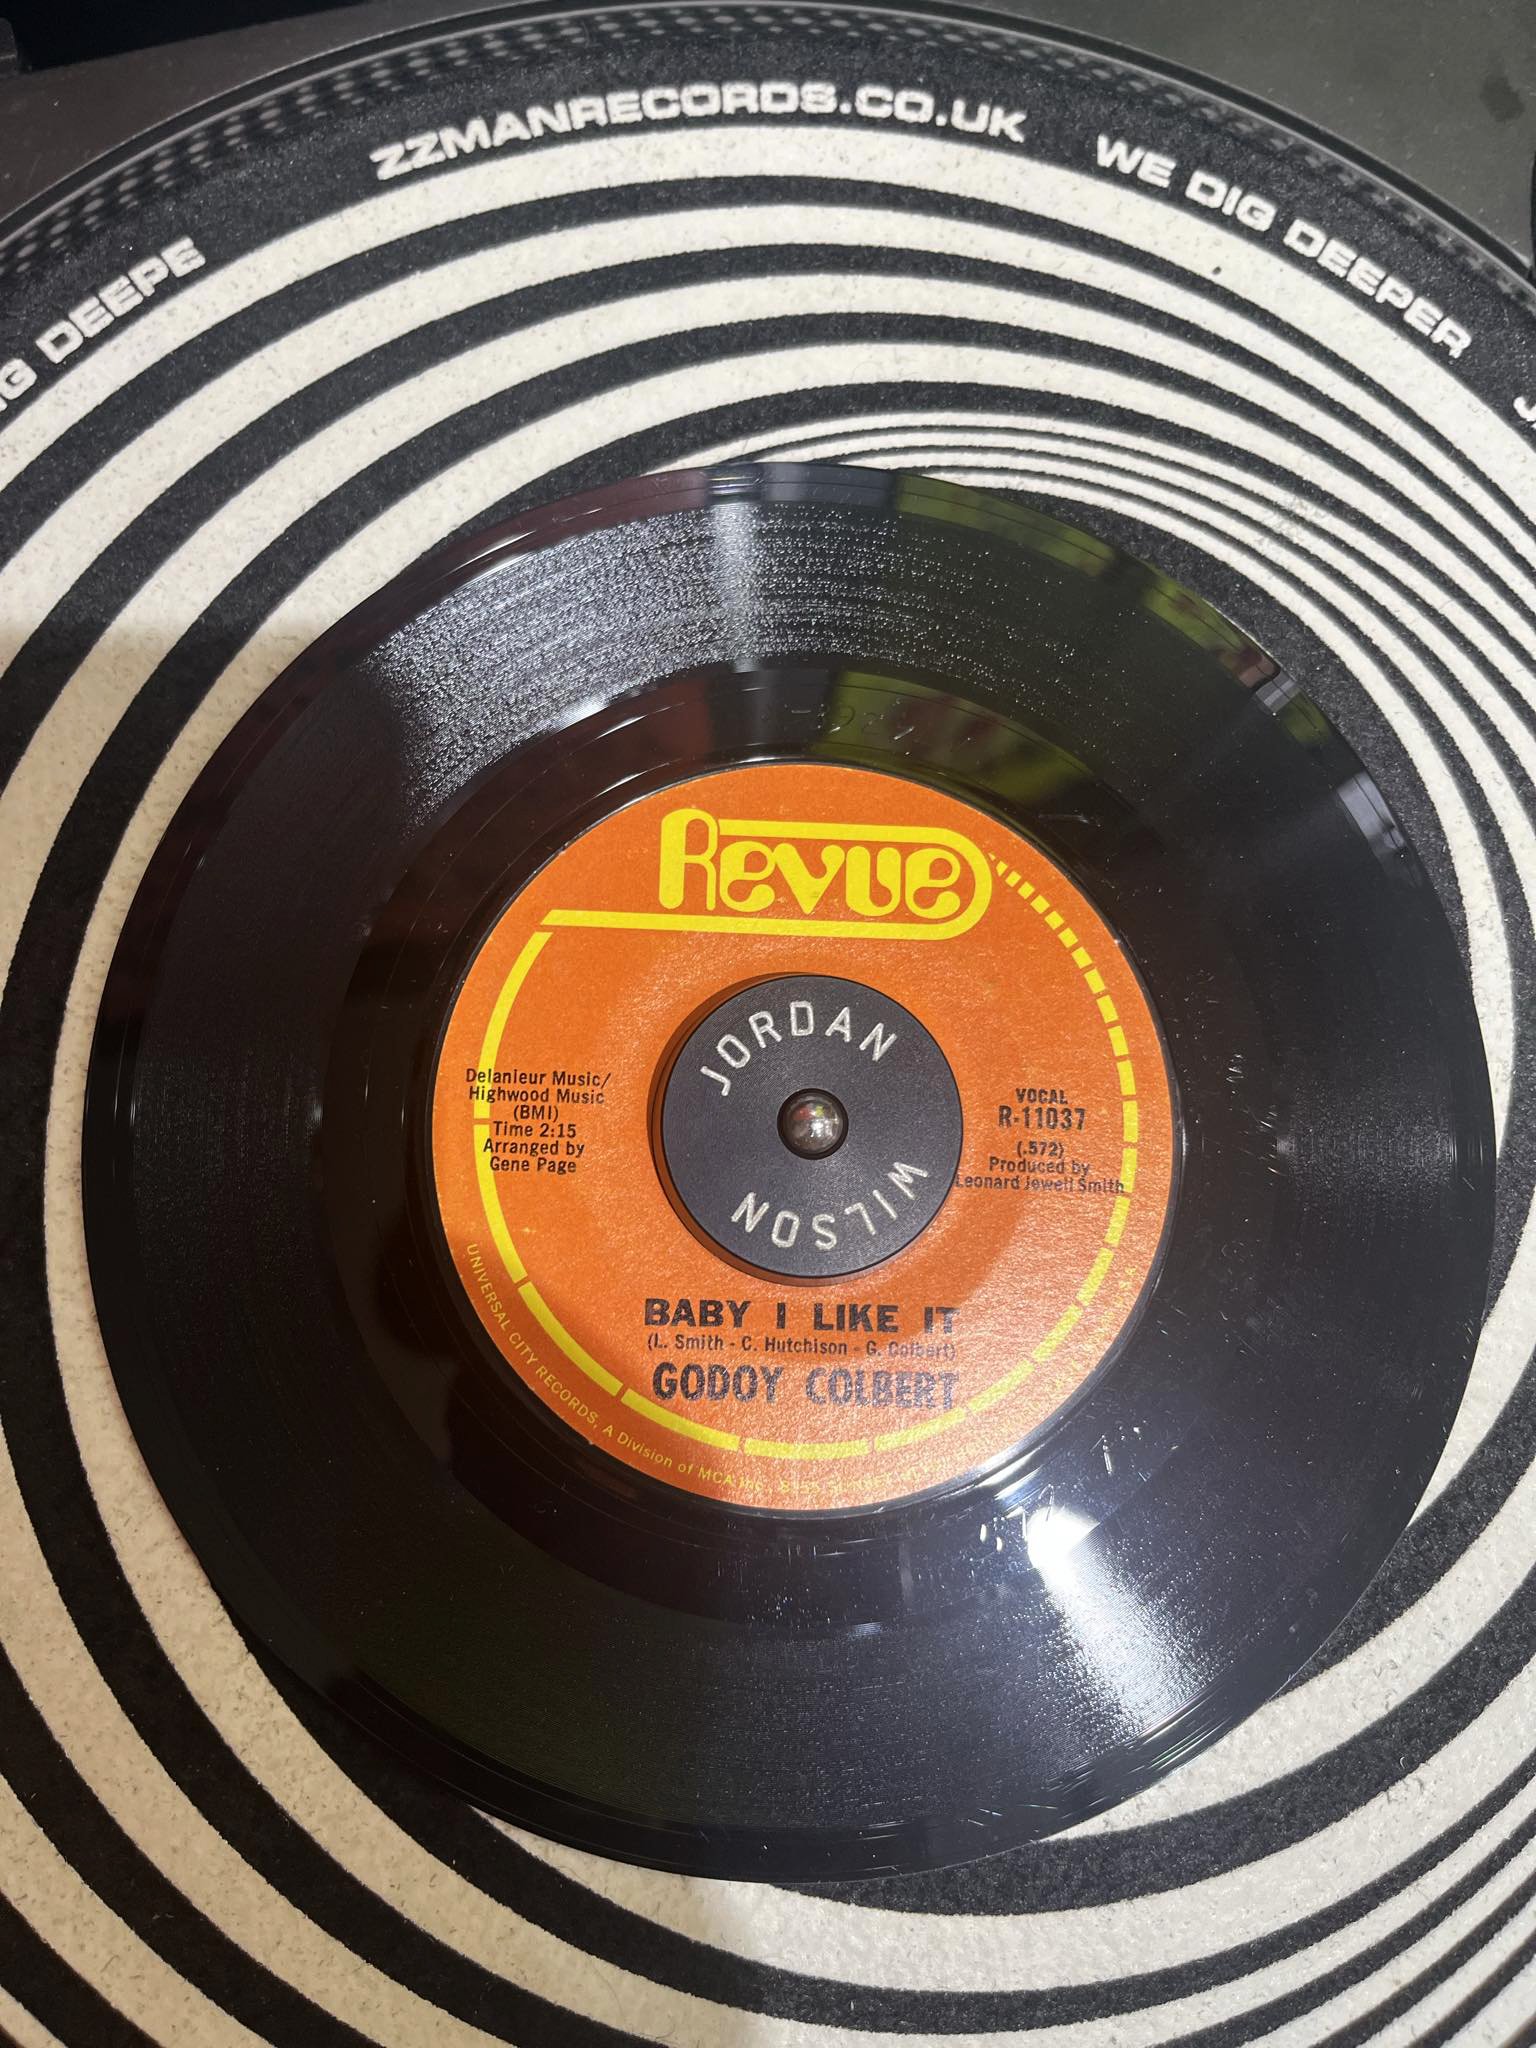 ZZMANRECORDS.CO.UK
WE DIG DEEPER
DEEPE
Revue
JORDAN
WILSON
Delanieur Music/
Highwood Music
(BMI)
Time 2:15
Arranged by
Gene Page
VOCAL
R-11037
(.572)
Produced by
Leonard Jewell Smith
BABY I LIKE IT
(L. Smith - C. Hutchison - G. Colbert)
GODOY COLBERT
UNIVERSAL CITY RECORDS, A Division of MCA Inc.